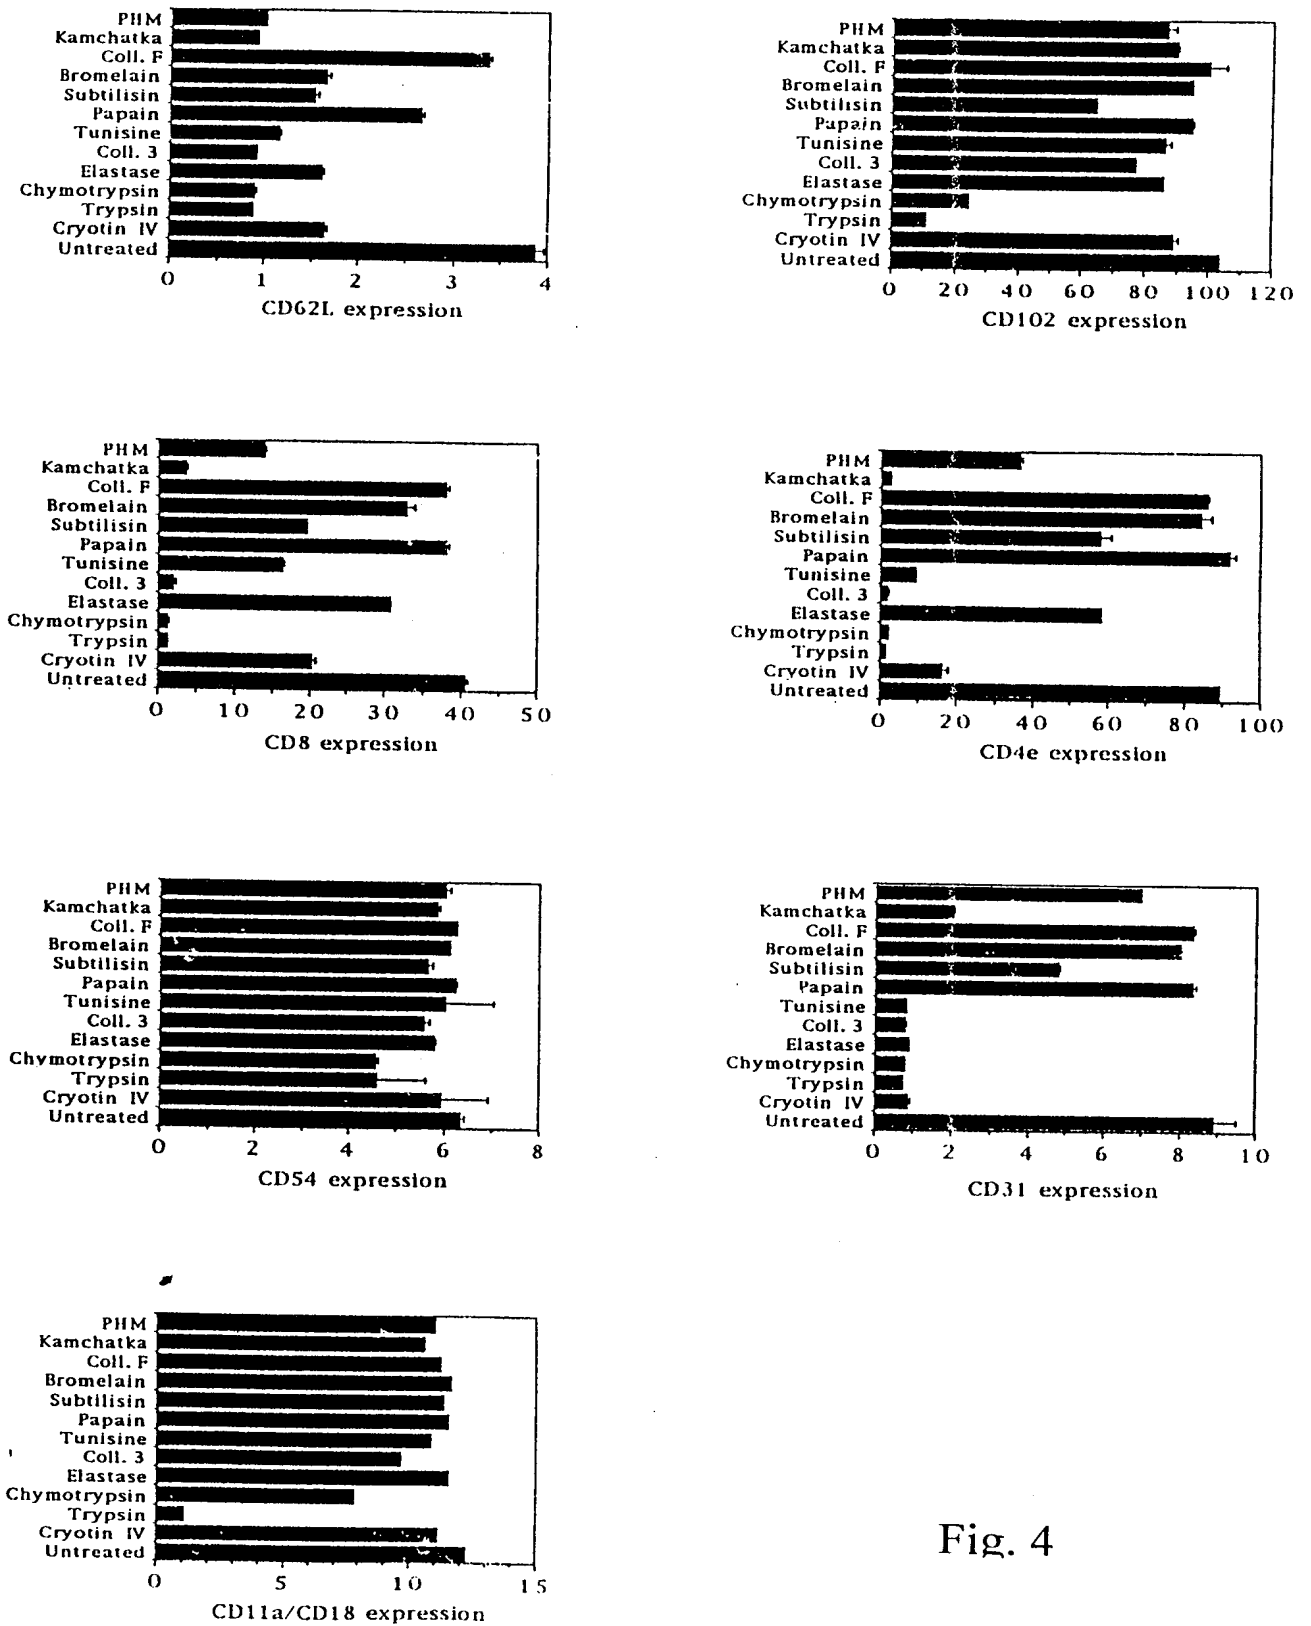 PHM
Kamchatka
Coll. F
Bromelain
Subtilisin
Papain
Tunisine
Coll. 3
Elastase
Chymotrypsin
Trypsin
Cryotin IV
Untreated
0 1 2 3 4
CD62L expression
PHM
Kamchatka
Coll. F
Bromelain
Subtilisin
Papain
Tunisine
Coll. 3
Elastase
Chymotrypsin
Trypsin
Cryotin IV
Untreated
0 20 40 60 80 100 120
CD102 expression
PHM
Kamchatka
Coll. F
Bromelain
Subtilisin
Papain
Tunisine
Coll. 3
Elastase
Chymotrypsin
Trypsin
Cryotin IV
Untreated
0 10 20 30 40 50
CD8 expression
PHM
Kamchatka
Coll. F
Bromelain
Subtilisin
Papain
Tunisine
Coll. 3
Elastase
Chymotrypsin
Trypsin
Cryotin IV
Untreated
0 20 40 60 80 100
CD4e expression
PHM
Kamchatka
Coll. F
Bromelain
Subtilisin
Papain
Tunisine
Coll. 3
Elastase
Chymotrypsin
Trypsin
Cryotin IV
Untreated
0 2 4 6 8
CD54 expression
PHM
Kamchatka
Coll. F
Bromelain
Subtilisin
Papain
Tunisine
Coll. 3
Elastase
Chymotrypsin
Trypsin
Cryotin IV
Untreated
0 2 4 6 8 10
CD31 expression
PHM
Kamchatka
Coll. F
Bromelain
Subtilisin
Papain
Tunisine
Coll. 3
Elastase
Chymotrypsin
Trypsin
Cryotin IV
Untreated
0 5 10 15
CD11a/CD18 expression
Fig. 4